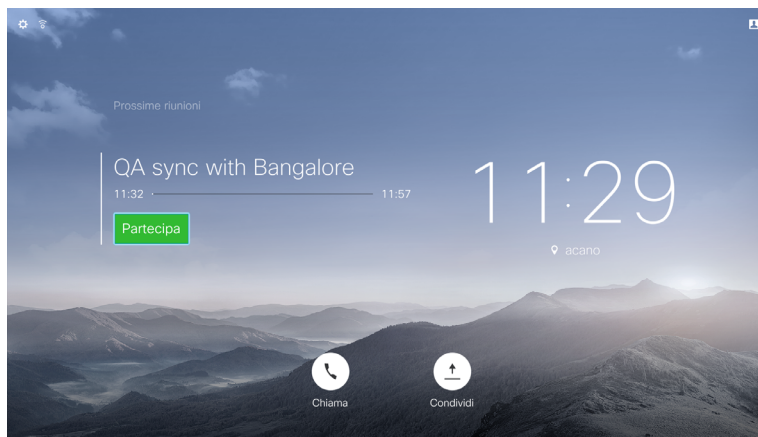 Prossime riunioni
QA sync with Bangalore
11:32
11:57
Partecipa
11:29
acano
Chiama
Condividi